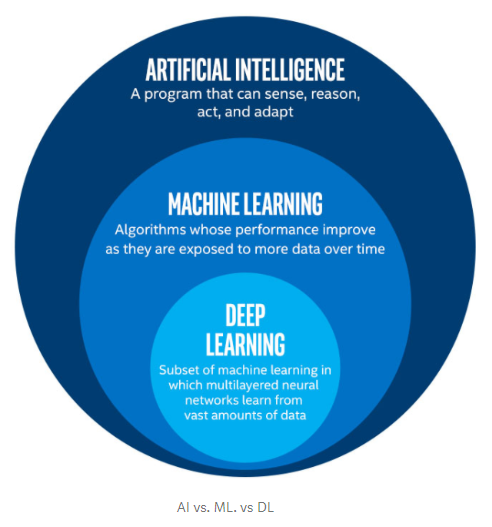 ARTIFICIAL INTELLIGENCE
A program that can sense, reason,
act, and adapt
MACHINE LEARNING
Algorithms whose performance improve
as they are exposed to more data over time
DEEP
LEARNING
Subset of machine learning in
which multilayered neural
networks learn from
vast amounts of data
AI vs. ML. vs DL